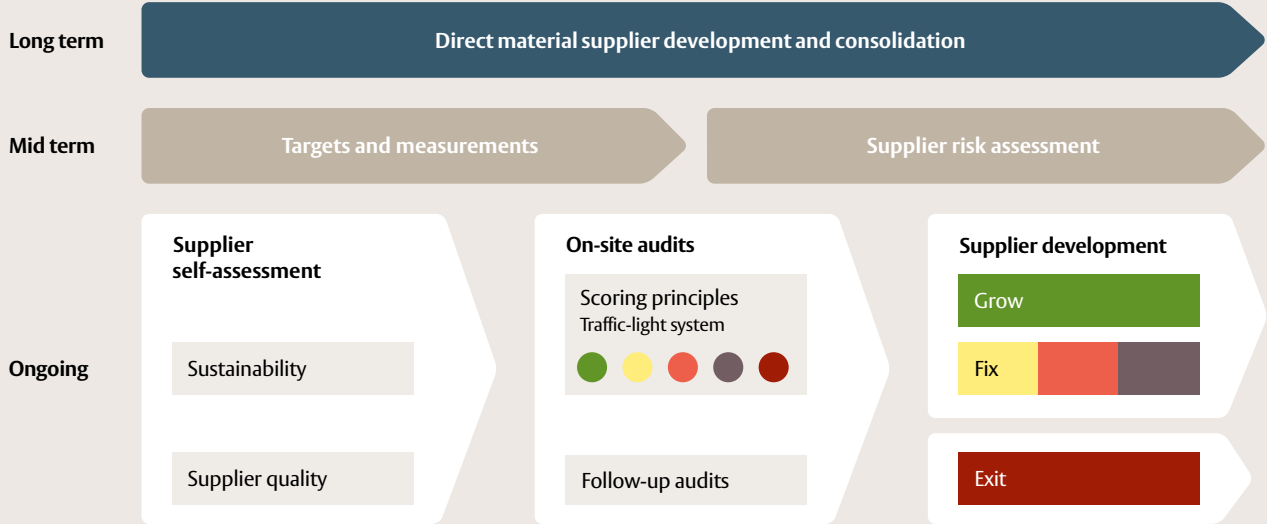 Long term
Direct material supplier development and consolidation
Mid term
Targets and measurements
Supplier risk assessment
Ongoing
Supplier
self-assessment
Sustainability
Supplier quality
On-site audits
Scoring principles
Traffic-light system
Follow-up audits
Supplier development
Grow
Fix
Exit